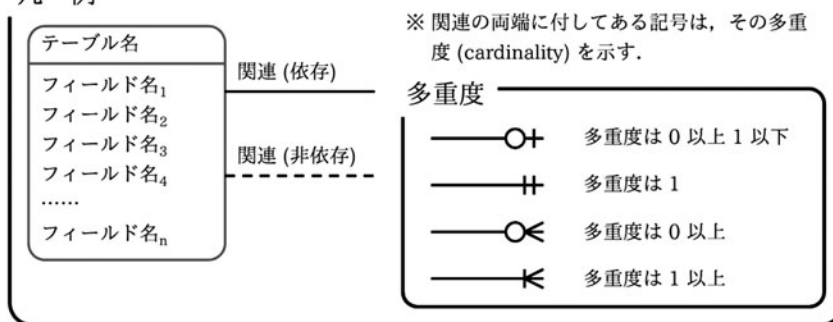 凡 例
テーブル名
フィールド名1
フィールド名2
フィールド名3
フィールド名4
......
フィールド名n
関連 (依存)
関連 (非依存)
※ 関連の両端に付してある記号は，その多重
度 (cardinality) を示す．
多重度
多重度は 0 以上 1 以下
多重度は 1
多重度は 0 以上
多重度は 1 以上